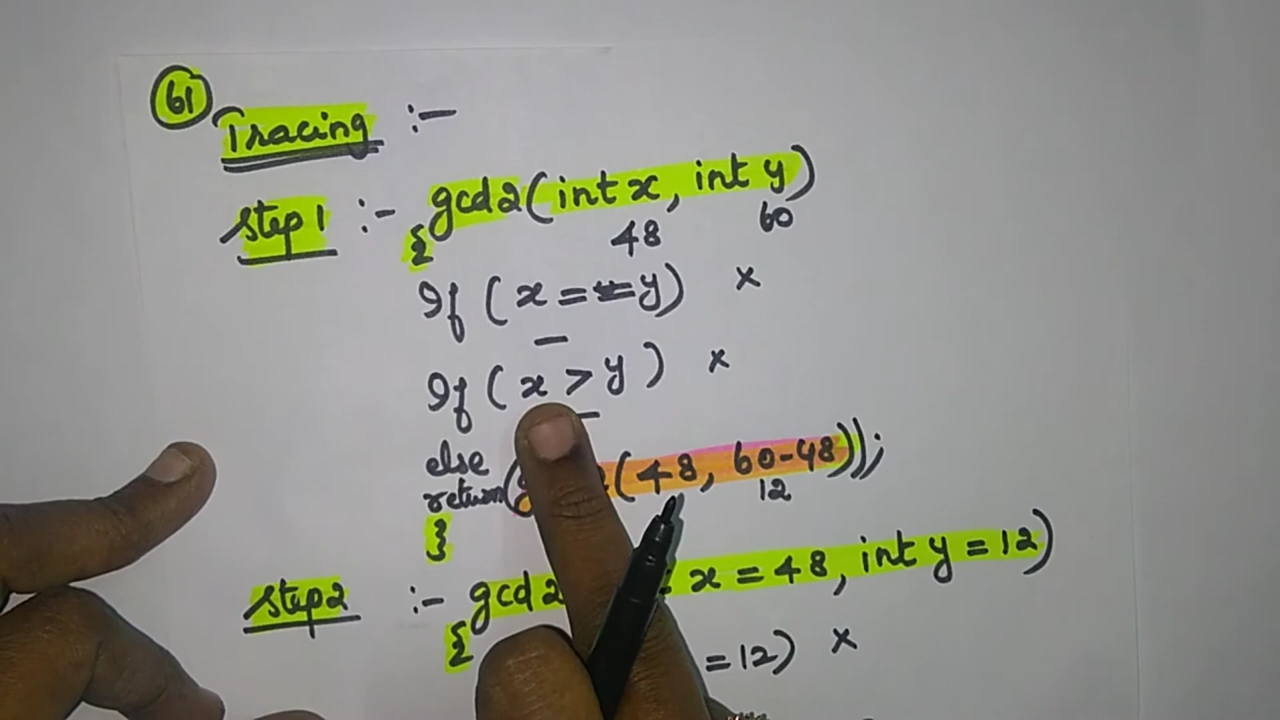 61
Tracing :-
Step 1 :- gcd2(int x, int y)
{ 48 60
If (x == y) ×
If (x > y) ×
else
return( (48, 60-48));
12
}
Step 2 :- gcd2 x = 48, int y = 12)
{
= 12) ×